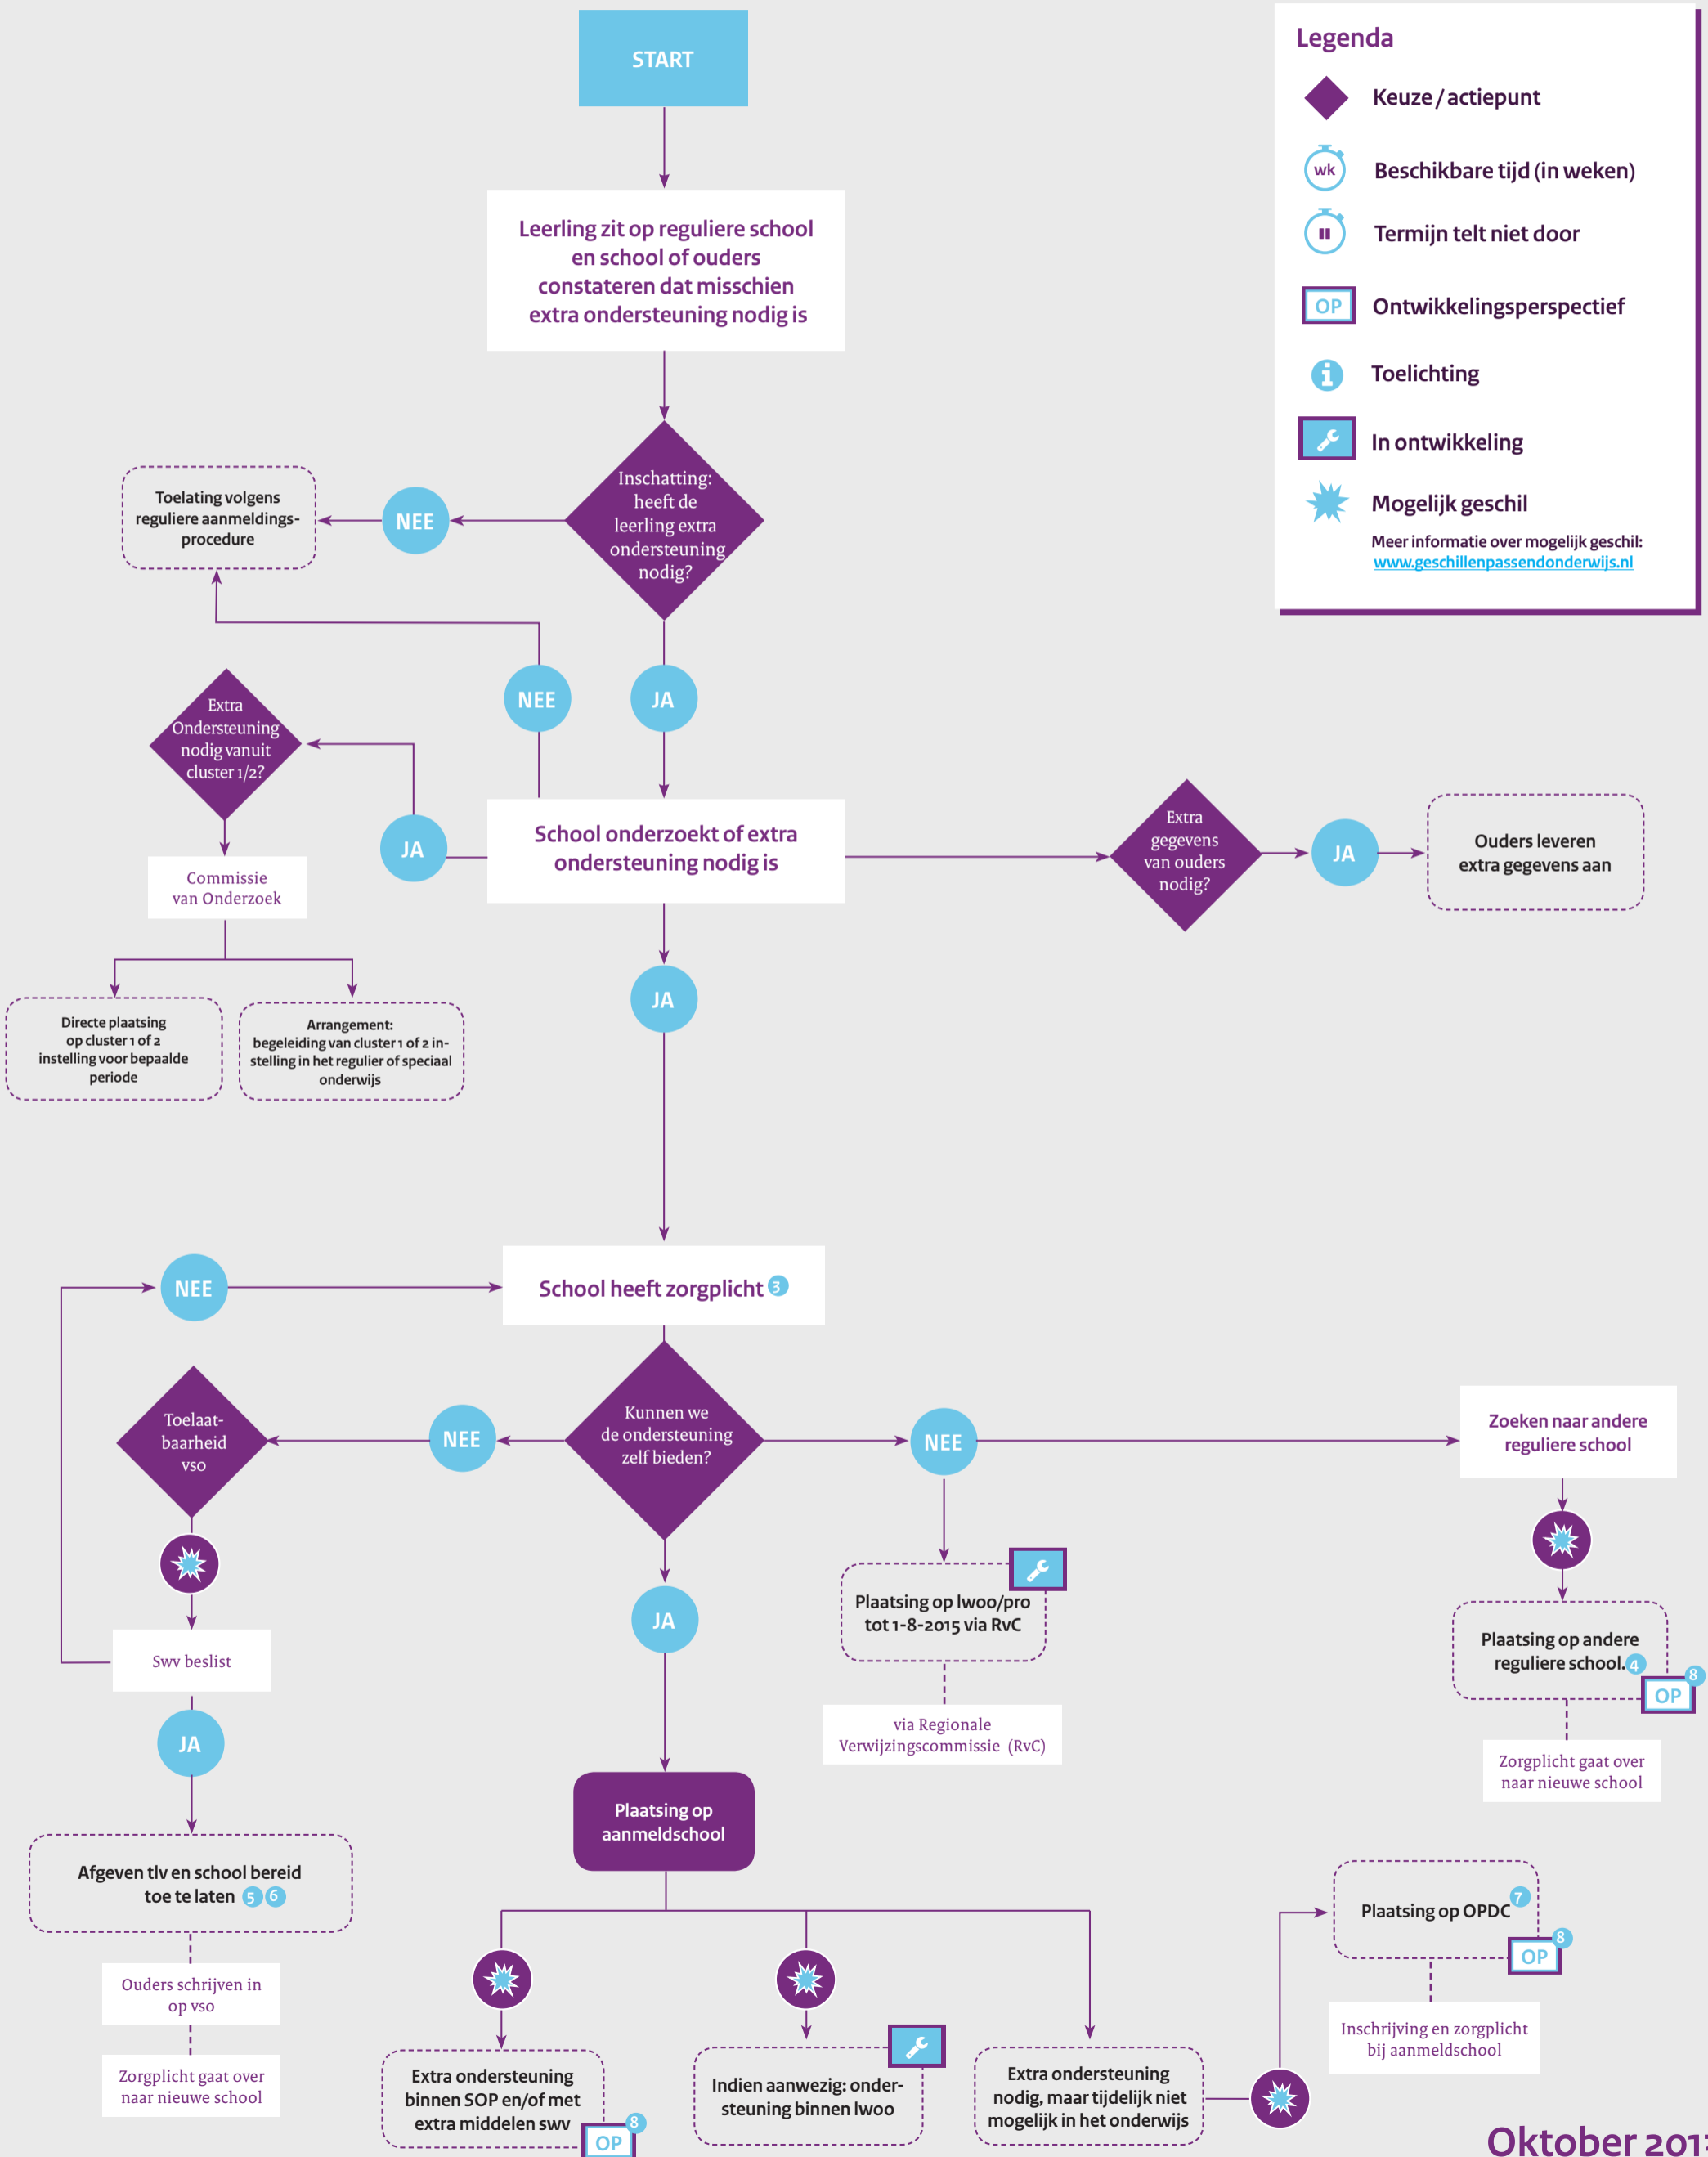 START
Leerling zit op reguliere school
en school of ouders
constateren dat misschien
extra ondersteuning nodig is
Legenda
Keuze / actiepunt
wk
Beschikbare tijd (in weken)
Termijn telt niet door
OP
Ontwikkelingsperspectief
i
Toelichting
In ontwikkeling
Mogelijk geschil
Meer informatie over mogelijk geschil:
www.geschillenpassendonderwijs.nl
Inschatting:
heeft de
leerling extra
ondersteuning
nodig?
NEE
Toelating volgens
reguliere aanmeldings-
procedure
NEE
JA
Extra
Ondersteuning
nodig vanuit
cluster 1/2?
JA
School onderzoekt of extra
ondersteuning nodig is
Extra
gegevens
van ouders
nodig?
JA
Ouders leveren
extra gegevens aan
Commissie
van Onderzoek
Directe plaatsing
op cluster 1 of 2
instelling voor bepaalde
periode
Arrangement:
begeleiding van cluster 1 of 2 in-
stelling in het regulier of speciaal
onderwijs
JA
NEE
School heeft zorgplicht 3
Toelaat-
baarheid
vso
NEE
Kunnen we
de ondersteuning
zelf bieden?
NEE
Zoeken naar andere
reguliere school
Swv beslist
JA
JA
Plaatsing op lwoo/pro
tot 1-8-2015 via RvC
via Regionale
Verwijzingscommissie (RvC)
Plaatsing op andere
reguliere school. 4
OP 8
Zorgplicht gaat over
naar nieuwe school
Afgeven tlv en school bereid
toe te laten 5 6
Ouders schrijven in
op vso
Zorgplicht gaat over
naar nieuwe school
Plaatsing op
aanmeldschool
Extra ondersteuning
binnen SOP en/of met
extra middelen swv
OP 8
Indien aanwezig: onder-
steuning binnen lwoo
Extra ondersteuning
nodig, maar tijdelijk niet
mogelijk in het onderwijs
Plaatsing op OPDC 7
OP 8
Inschrijving en zorgplicht
bij aanmeldschool
Oktober